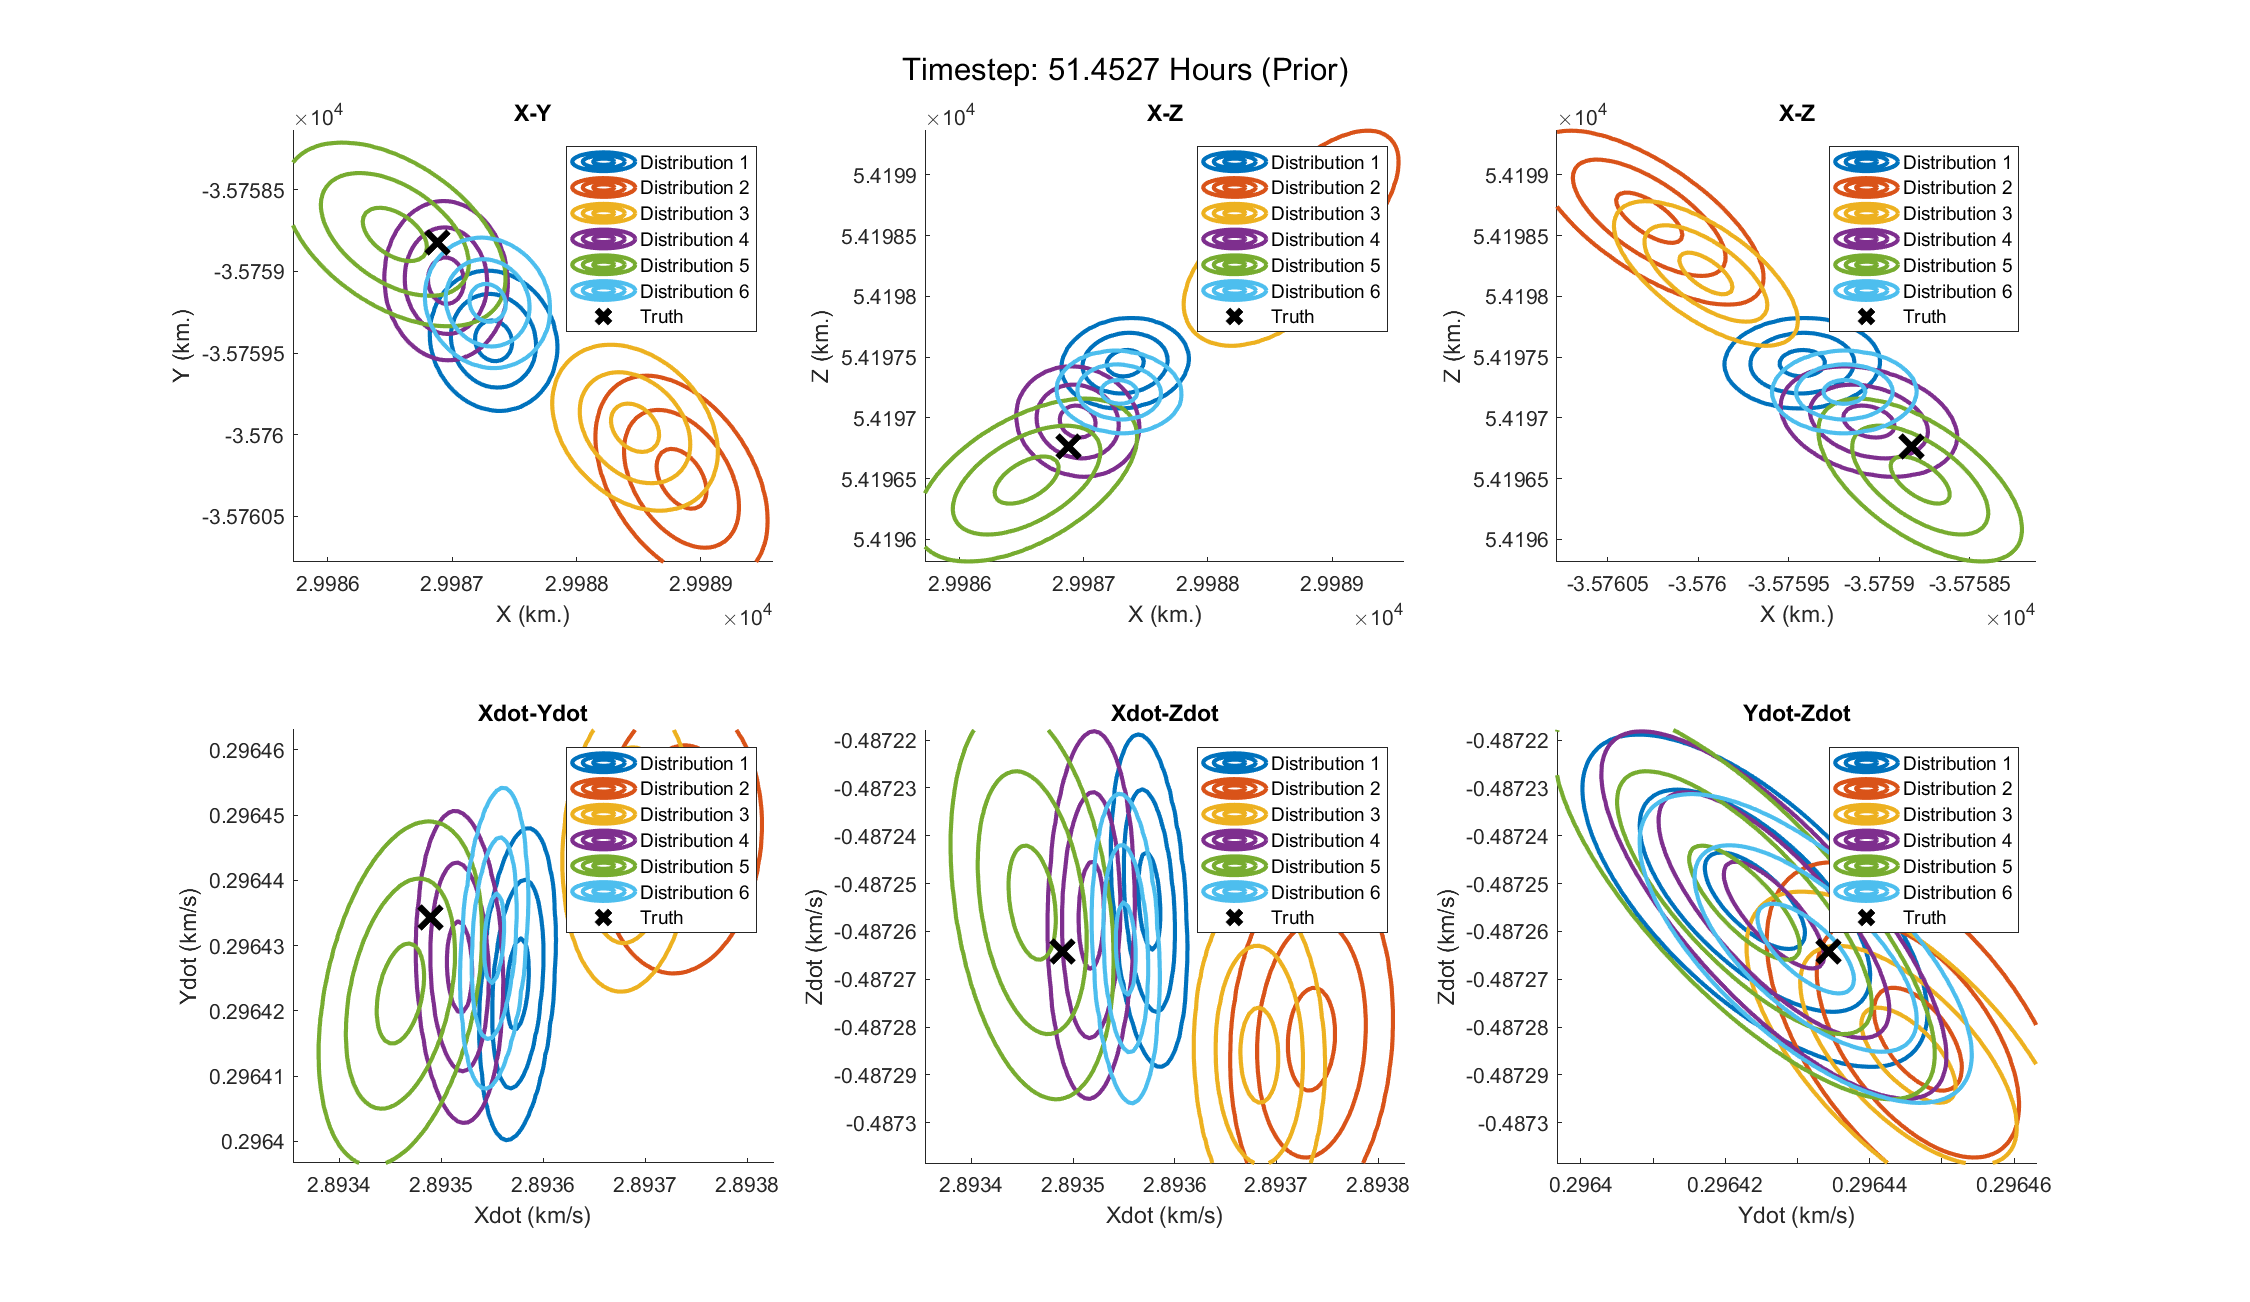 Timestep: 51.4527 Hours (Prior)
X-Y
×10⁴
-3.57585
-3.5759
-3.57595
-3.576
-3.57605
Y (km.)
2.9986 2.9987 2.9988 2.9989
X (km.)
×10⁴
Distribution 1
Distribution 2
Distribution 3
Distribution 4
Distribution 5
Distribution 6
Truth
X-Z
×10⁴
5.4199
5.41985
5.4198
5.41975
5.4197
5.41965
5.4196
Z (km.)
2.9986 2.9987 2.9988 2.9989
X (km.)
×10⁴
Distribution 1
Distribution 2
Distribution 3
Distribution 4
Distribution 5
Distribution 6
Truth
X-Z
×10⁴
5.4199
5.41985
5.4198
5.41975
5.4197
5.41965
5.4196
Z (km.)
-3.57605 -3.576 -3.57595 -3.5759 -3.57585
X (km.)
×10⁴
Distribution 1
Distribution 2
Distribution 3
Distribution 4
Distribution 5
Distribution 6
Truth
Xdot-Ydot
0.29646
0.29645
0.29644
0.29643
0.29642
0.29641
0.2964
Ydot (km/s)
2.8934 2.8935 2.8936 2.8937 2.8938
Xdot (km/s)
Distribution 1
Distribution 2
Distribution 3
Distribution 4
Distribution 5
Distribution 6
Truth
Xdot-Zdot
-0.48722
-0.48723
-0.48724
-0.48725
-0.48726
-0.48727
-0.48728
-0.48729
-0.4873
Zdot (km/s)
2.8934 2.8935 2.8936 2.8937 2.8938
Xdot (km/s)
Distribution 1
Distribution 2
Distribution 3
Distribution 4
Distribution 5
Distribution 6
Truth
Ydot-Zdot
-0.48722
-0.48723
-0.48724
-0.48725
-0.48726
-0.48727
-0.48728
-0.48729
-0.4873
Zdot (km/s)
0.2964 0.29642 0.29644 0.29646
Ydot (km/s)
Distribution 1
Distribution 2
Distribution 3
Distribution 4
Distribution 5
Distribution 6
Truth